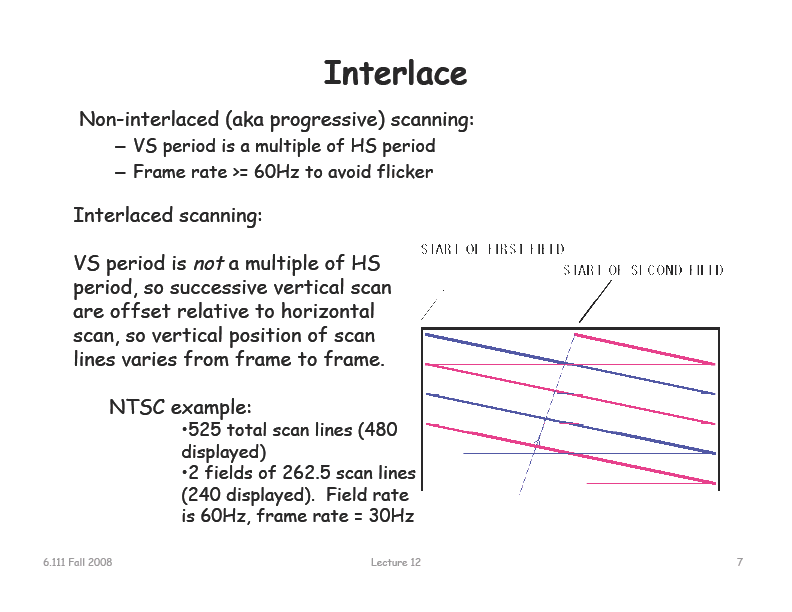 Interlace
Non-interlaced (aka progressive) scanning:
– VS period is a multiple of HS period
– Frame rate >= 60Hz to avoid flicker
Interlaced scanning:
VS period is not a multiple of HS
period, so successive vertical scan
are offset relative to horizontal
scan, so vertical position of scan
lines varies from frame to frame.
NTSC example:
•525 total scan lines (480
displayed)
•2 fields of 262.5 scan lines
(240 displayed). Field rate
is 60Hz, frame rate = 30Hz
START OF FIRST FIELD
START OF SECOND FIELD
6.111 Fall 2008
Lecture 12
7